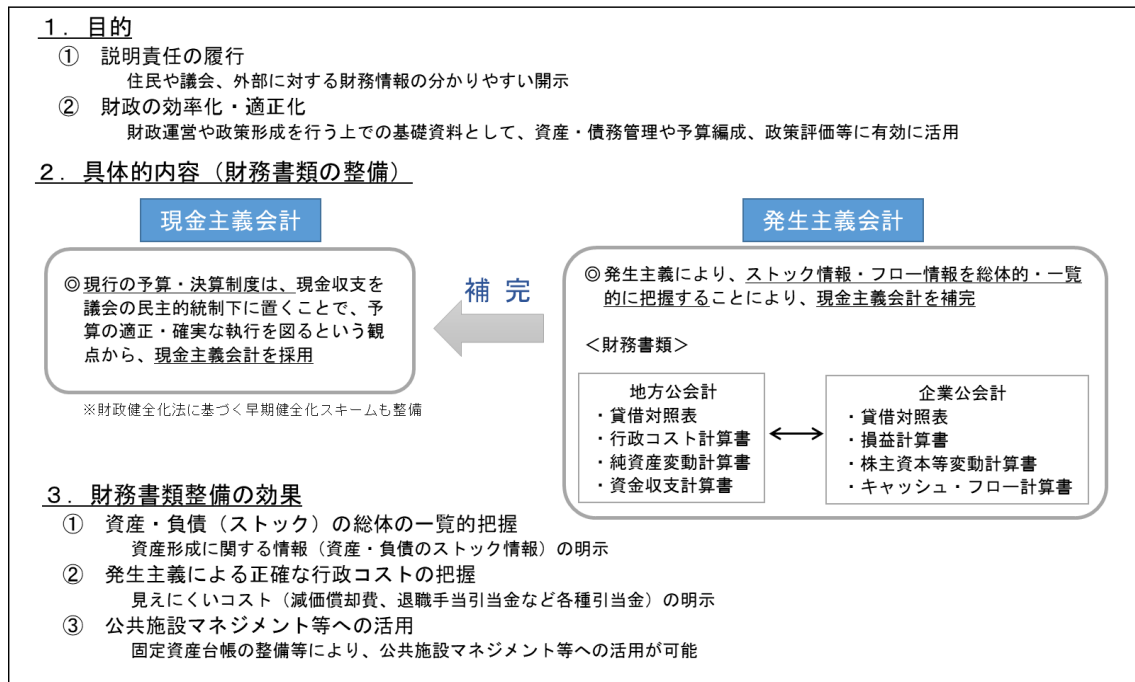 １．目的
① 説明責任の履行
住民や議会、外部に対する財務情報の分かりやすい開示
② 財政の効率化・適正化
財政運営や政策形成を行う上での基礎資料として、資産・債務管理や予算編成、政策評価等に有効に活用
２．具体的内容（財務書類の整備）
現金主義会計
◎現行の予算・決算制度は、現金収支を
議会の民主的統制下に置くことで、予
算の適正・確実な執行を図るという観
点から、現金主義会計を採用
※財政健全化法に基づく早期健全化スキームも整備
補 完
発生主義会計
◎発生主義により、ストック情報・フロー情報を総体的・一覧
的に把握することにより、現金主義会計を補完
＜財務書類＞
地方公会計
・貸借対照表
・行政コスト計算書
・純資産変動計算書
・資金収支計算書
企業公会計
・貸借対照表
・損益計算書
・株主資本等変動計算書
・キャッシュ・フロー計算書
３．財務書類整備の効果
① 資産・負債（ストック）の総体の一覧的把握
資産形成に関する情報（資産・負債のストック情報）の明示
② 発生主義による正確な行政コストの把握
見えにくいコスト（減価償却費、退職手当引当金など各種引当金）の明示
③ 公共施設マネジメント等への活用
固定資産台帳の整備等により、公共施設マネジメント等への活用が可能